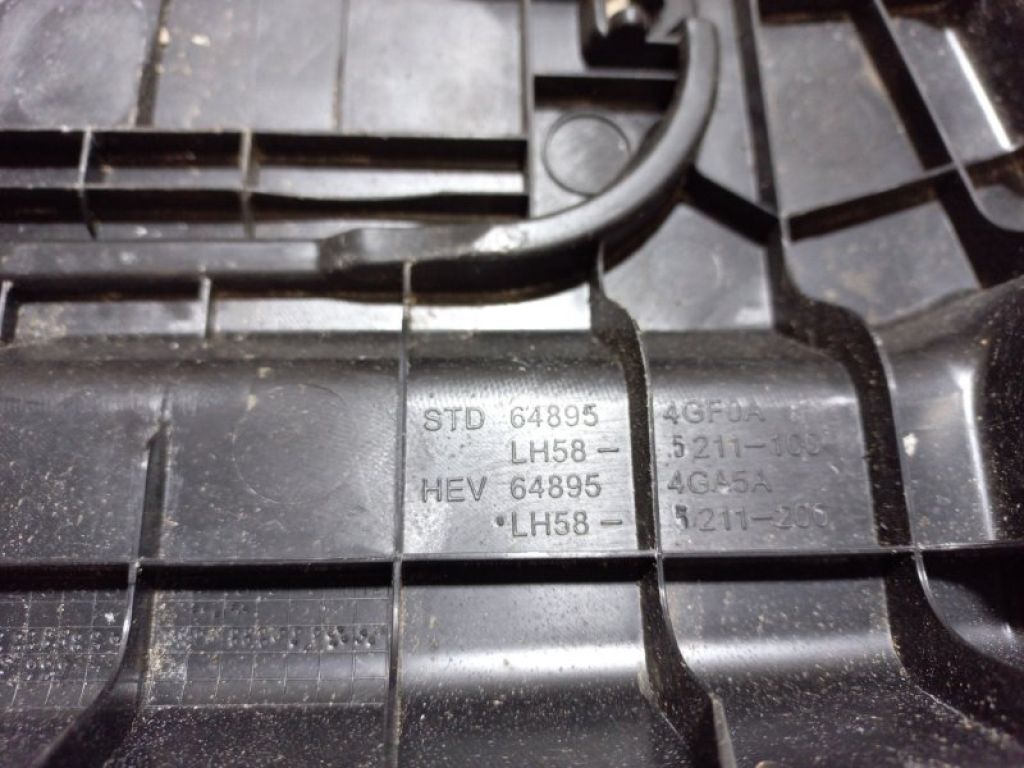 STD 64895 4GF0A
LH58- 5211-100
HEV 64895 4GA5A
LH58- 5211-200